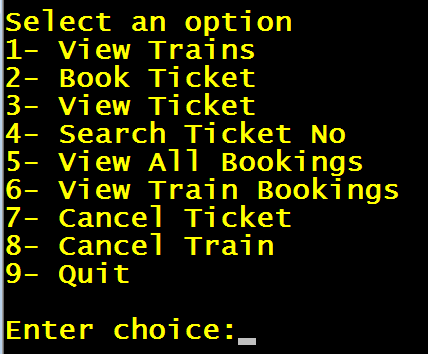 Select an option
1- View Trains
2- Book Ticket
3- View Ticket
4- Search Ticket No
5- View All Bookings
6- View Train Bookings
7- Cancel Ticket
8- Cancel Train
9- Quit
Enter choice:_